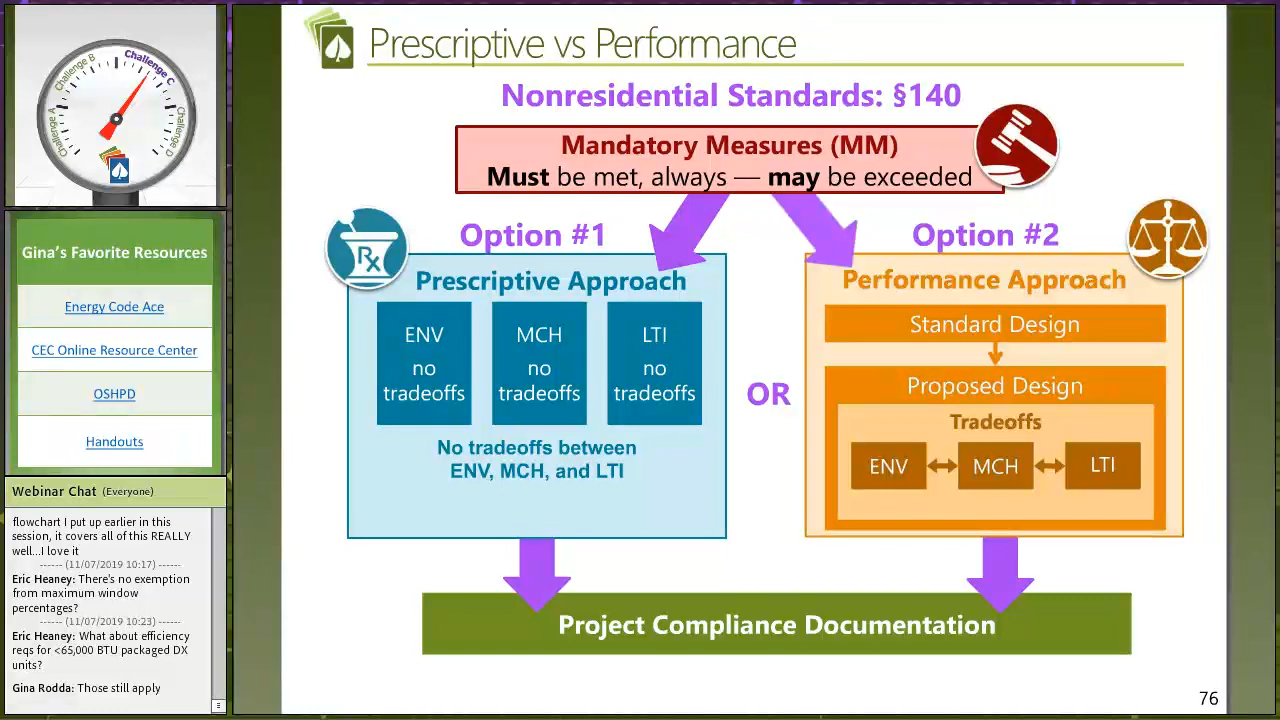 Challenge A
Challenge B
Challenge C
Challenge D
Gina's Favorite Resources
Energy Code Ace
CEC Online Resource Center
OSHPD
Handouts
Webinar Chat (Everyone)
flowchart I put up earlier in this
session, it covers all of this REALLY
well...I love it
------ (11/07/2019 10:17) ------
Eric Heaney: There's no exemption
from maximum window
percentages?
------ (11/07/2019 10:23) ------
Eric Heaney: What about efficiency
reqs for <65,000 BTU packaged DX
units?
Gina Rodda: Those still apply
Prescriptive vs Performance
Nonresidential Standards: §140
Mandatory Measures (MM)
Must be met, always — may be exceeded
Option #1
Rx
Prescriptive Approach
ENV
no
tradeoffs
MCH
no
tradeoffs
LTI
no
tradeoffs
No tradeoffs between
ENV, MCH, and LTI
OR
Option #2
Performance Approach
Standard Design
Proposed Design
Tradeoffs
ENV
MCH
LTI
Project Compliance Documentation
76